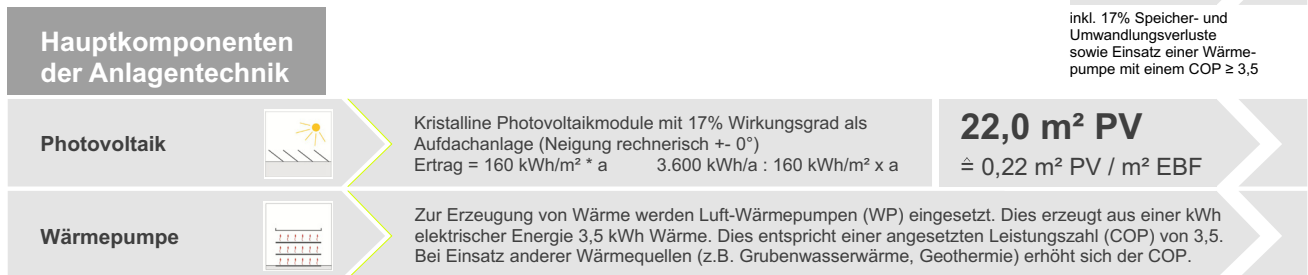 inkl. 17% Speicher- und
Umwandlungsverluste
sowie Einsatz einer Wärme-
pumpe mit einem COP ≥ 3,5
Hauptkomponenten
der Anlagentechnik
Photovoltaik
Kristalline Photovoltaikmodule mit 17% Wirkungsgrad als
Aufdachanlage (Neigung rechnerisch +- 0°)
Ertrag = 160 kWh/m² * a 3.600 kWh/a : 160 kWh/m² x a
22,0 m² PV
≙ 0,22 m² PV / m² EBF
Wärmepumpe
Zur Erzeugung von Wärme werden Luft-Wärmepumpen (WP) eingesetzt. Dies erzeugt aus einer kWh
elektrischer Energie 3,5 kWh Wärme. Dies entspricht einer angesetzten Leistungszahl (COP) von 3,5.
Bei Einsatz anderer Wärmequellen (z.B. Grubenwasserwärme, Geothermie) erhöht sich der COP.